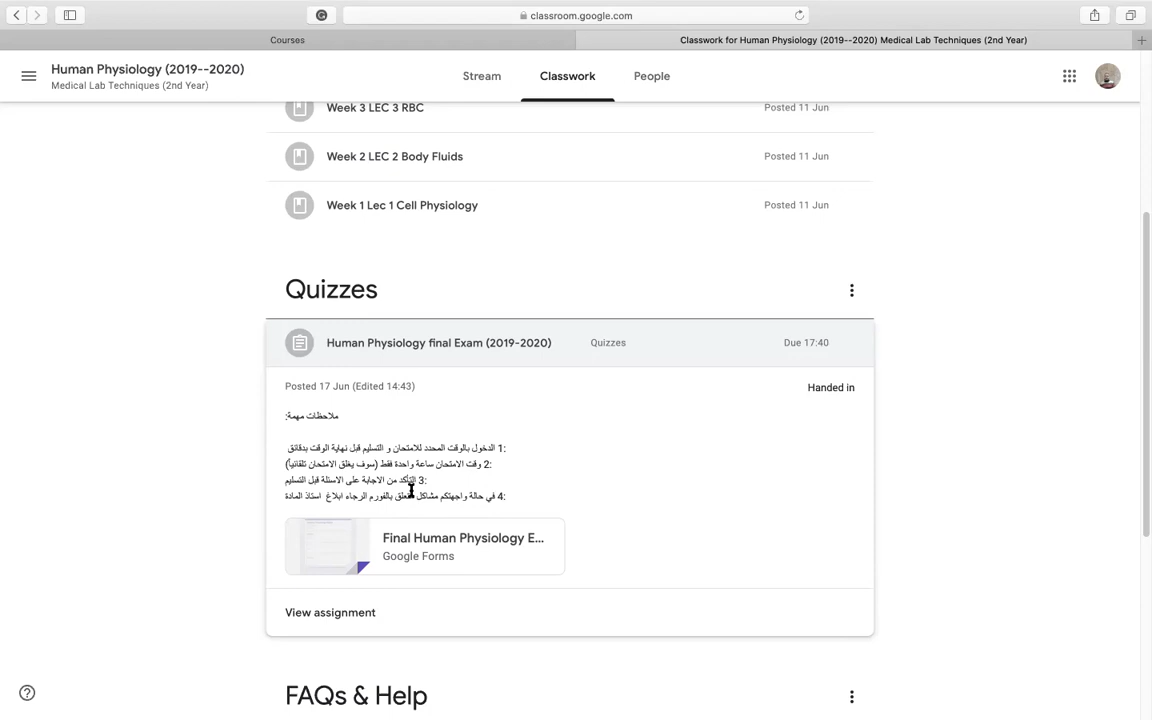 classroom.google.com
Courses
Classwork for Human Physiology (2019--2020) Medical Lab Techniques (2nd Year)
Human Physiology (2019--2020)
Medical Lab Techniques (2nd Year)
Stream
Classwork
People
Week 3 LEC 3 RBC
Posted 11 Jun
Week 2 LEC 2 Body Fluids
Posted 11 Jun
Week 1 Lec 1 Cell Physiology
Posted 11 Jun
Quizzes
Human Physiology final Exam (2019-2020)
Quizzes
Due 17:40
Posted 17 Jun (Edited 14:43)
Handed in
ملاحظات مهمة:
1: الدخول بالوقت المحدد للامتحان و التسليم قبل نهاية الوقت بدقائق
2: وقت الامتحان ساعة واحدة فقط (سوف يغلق الامتحان تلقائياً)
3: التأكد من الاجابة على الاسئلة قبل التسليم
4: في حالة واجهتكم مشاكل تتعلق بالفورم الرجاء ابلاغ استاذ المادة
Final Human Physiology E...
Google Forms
View assignment
FAQs & Help